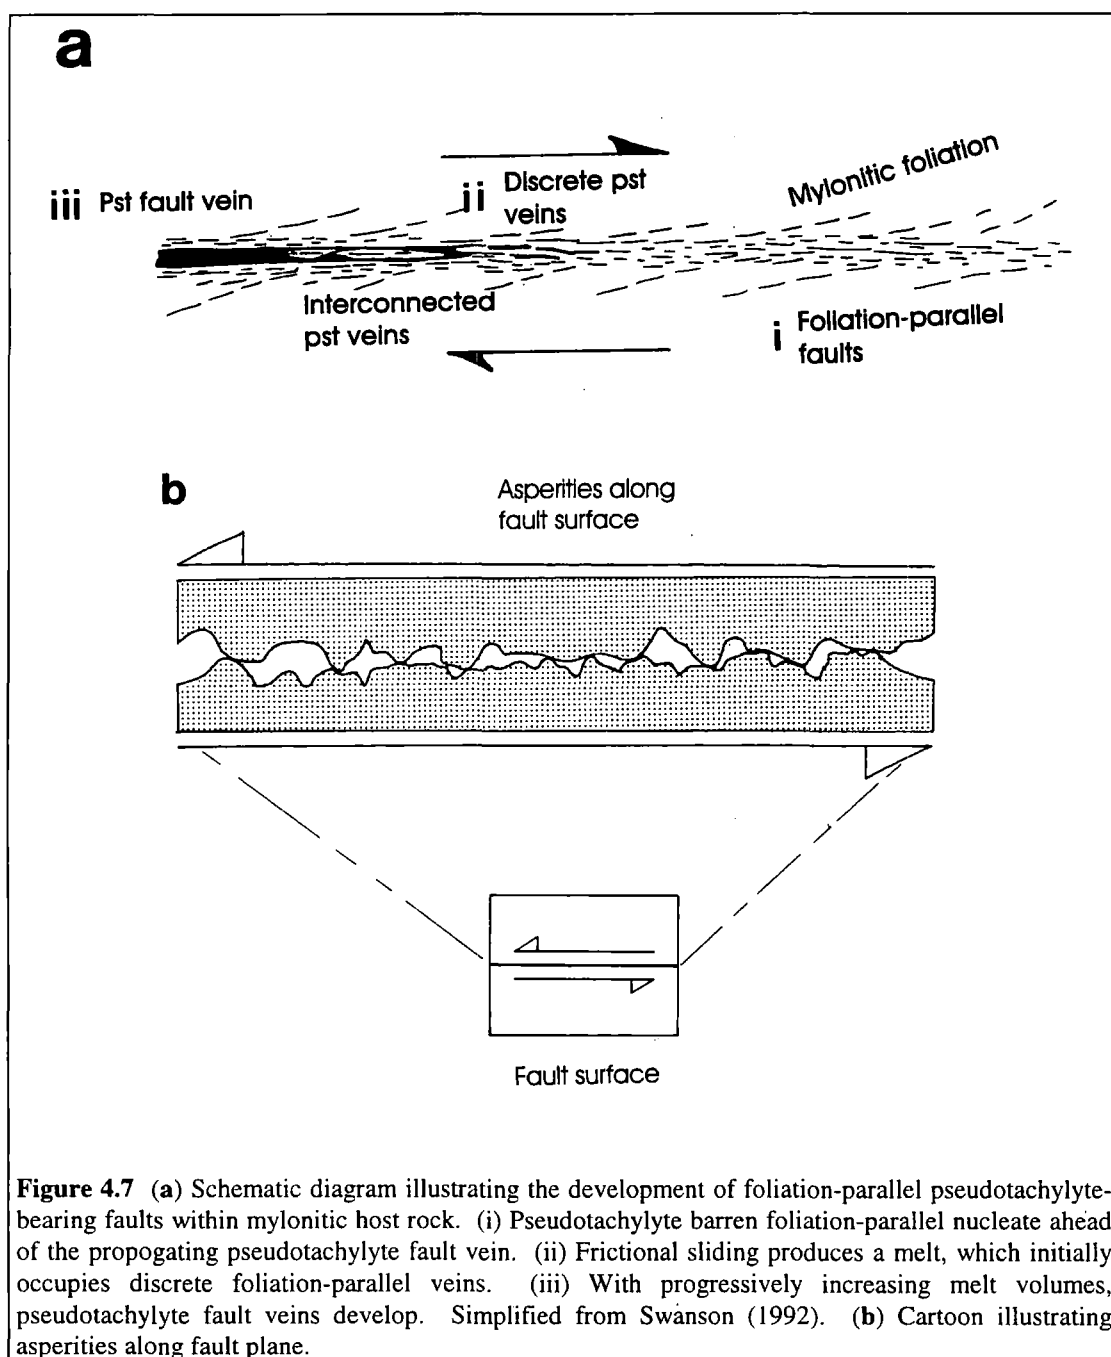 a
iii Pst fault vein
ii Discrete pst
veins
Mylonitic foliation
Interconnected
pst veins
i Foliation-parallel
faults
b
Asperities along
fault surface
Fault surface
Figure 4.7 (a) Schematic diagram illustrating the development of foliation-parallel pseudotachylyte-
bearing faults within mylonitic host rock. (i) Pseudotachylyte barren foliation-parallel nucleate ahead
of the propogating pseudotachylyte fault vein. (ii) Frictional sliding produces a melt, which initially
occupies discrete foliation-parallel veins. (iii) With progressively increasing melt volumes,
pseudotachylyte fault veins develop. Simplified from Swanson (1992). (b) Cartoon illustrating
asperities along fault plane.